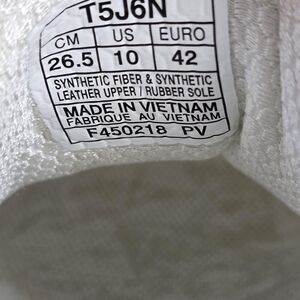 T5J6N
CM US EURO
26.5 10 42
SYNTHETIC FIBER & SYNTHETIC
LEATHER UPPER / RUBBER SOLE
MADE IN VIETNAM
FABRIQUE AU VIETNAM
F450218 PV